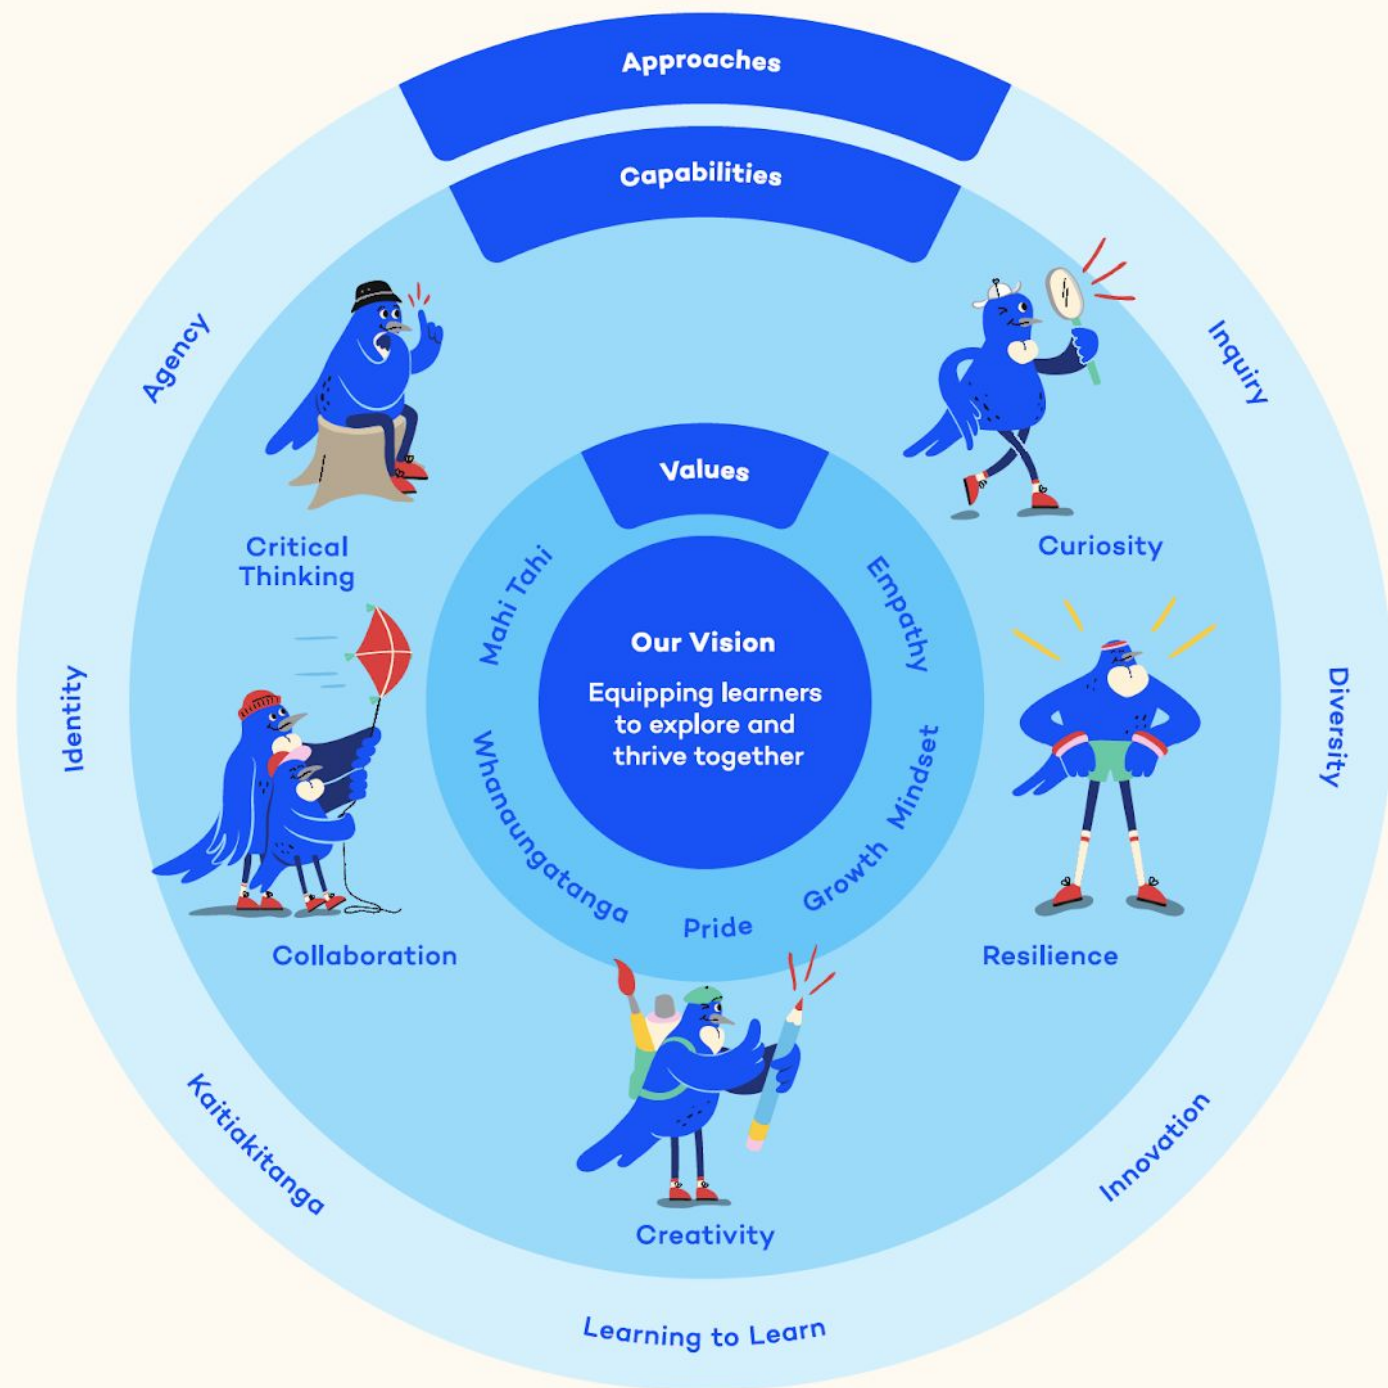 Approaches
Capabilities
Agency
Inquiry
Critical
Thinking
Curiosity
Values
Mahi Tahi
Empathy
Our Vision
Equipping learners
to explore and
thrive together
Identity
Diversity
Whanaungatanga
Growth Mindset
Pride
Collaboration
Resilience
Kaitiakitanga
Innovation
Creativity
Learning to Learn